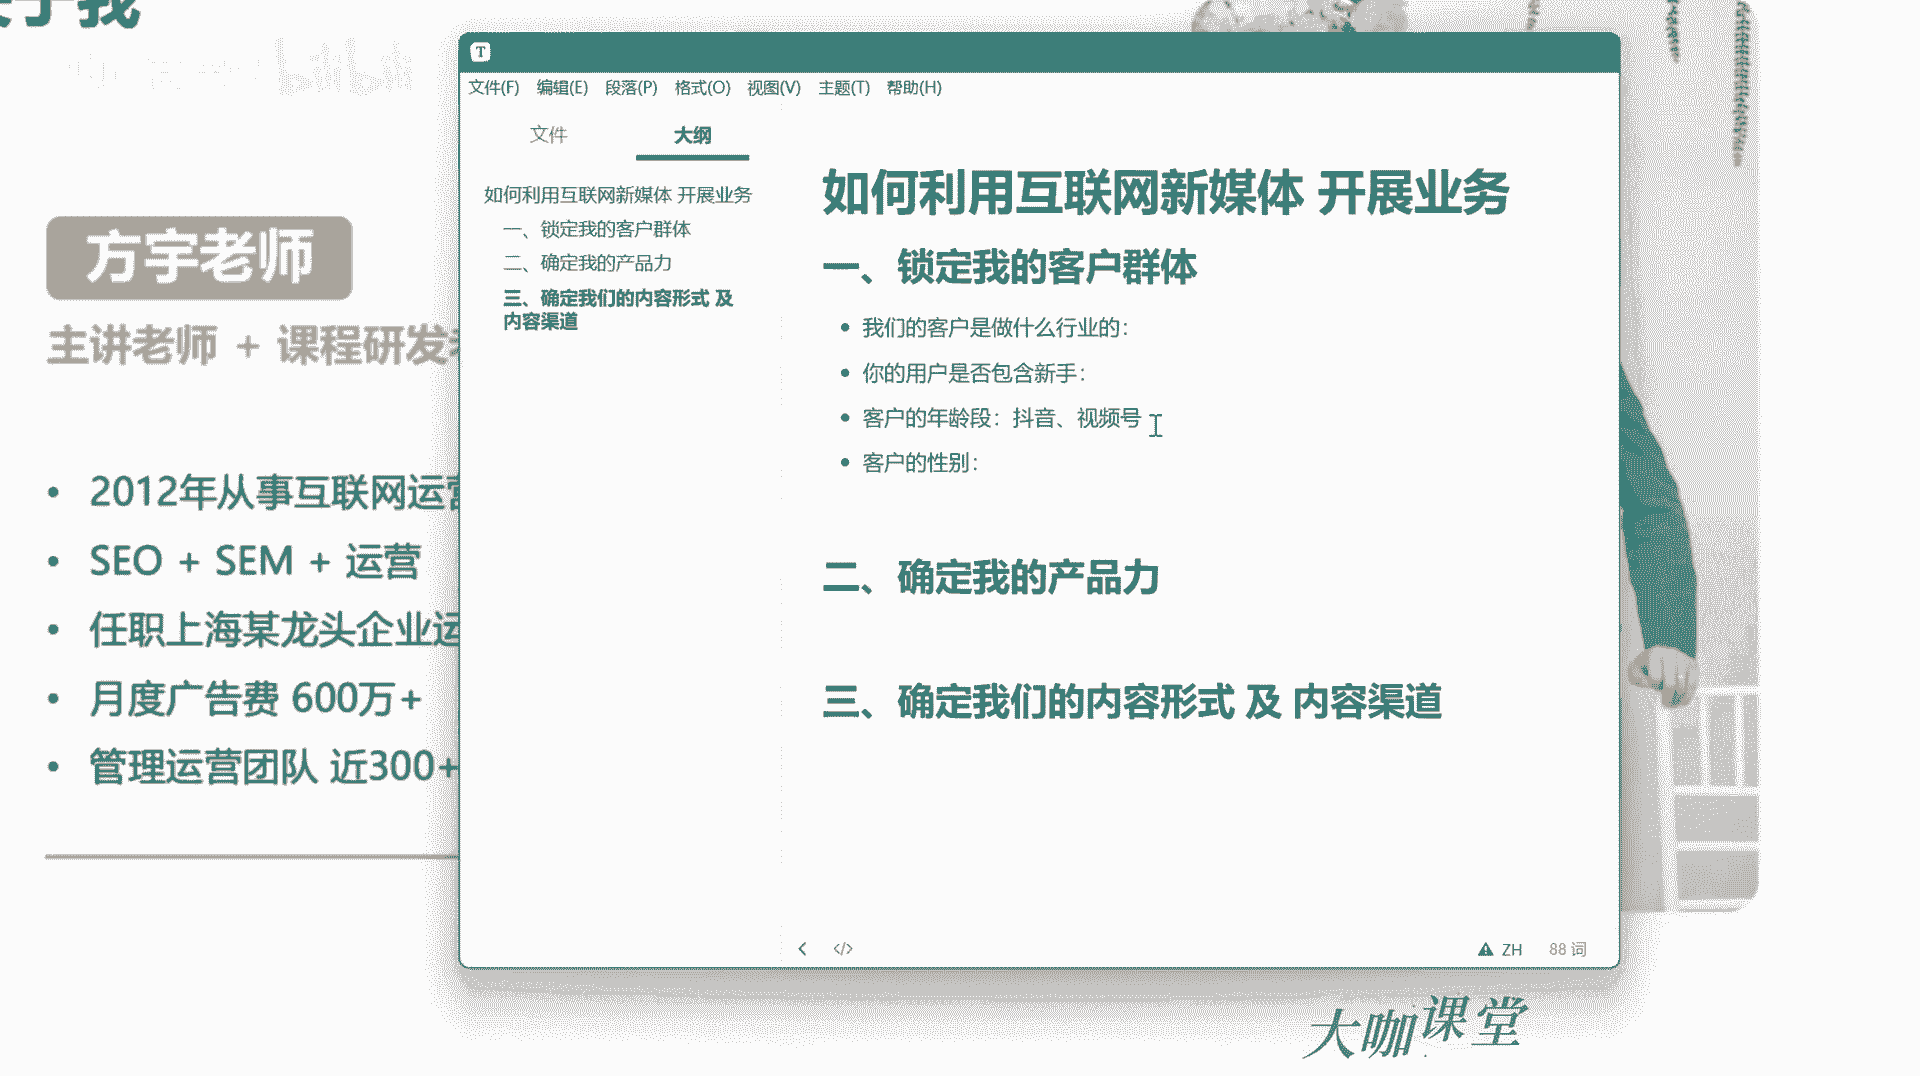 于我
bilibili
方宇老师
主讲老师 + 课程研发
2012年从事互联网运营
SEO + SEM + 运营
任职上海某龙头企业运
月度广告费 600万+
管理运营团队 近300+
T
文件(F) 编辑(E) 段落(P) 格式(O) 视图(V) 主题(T) 帮助(H)
文件 大纲
如何利用互联网新媒体 开展业务
一、锁定我的客户群体
二、确定我的产品力
三、确定我们的内容形式 及
内容渠道
如何利用互联网新媒体 开展业务
一、锁定我的客户群体
我们的客户是做什么行业的：
你的用户是否包含新手：
客户的年龄段：抖音、视频号
客户的性别：
二、确定我的产品力
三、确定我们的内容形式 及 内容渠道
</> ZH 88 词
大咖课堂